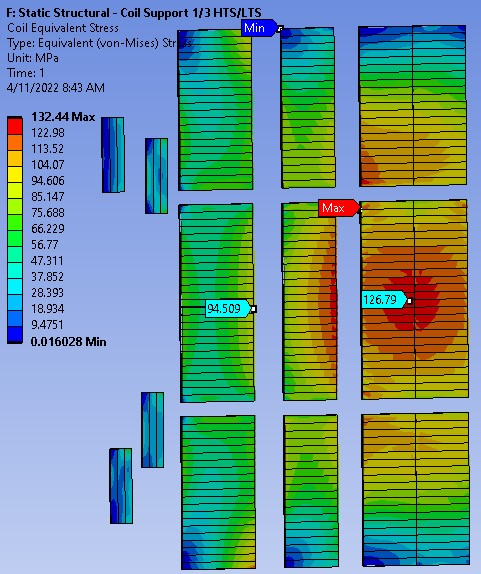 F: Static Structural - Coil Support 1/3 HTS/LTS
Coil Equivalent Stress
Type: Equivalent (von-Mises) Stress
Unit: MPa
Time: 1
4/11/2022 8:43 AM
Min
132.44 Max
122.98
113.52
104.07
94.606
85.147
75.688
66.229
56.77
47.311
37.852
28.393
18.934
9.4751
0.016028 Min
Max
94.509
126.79